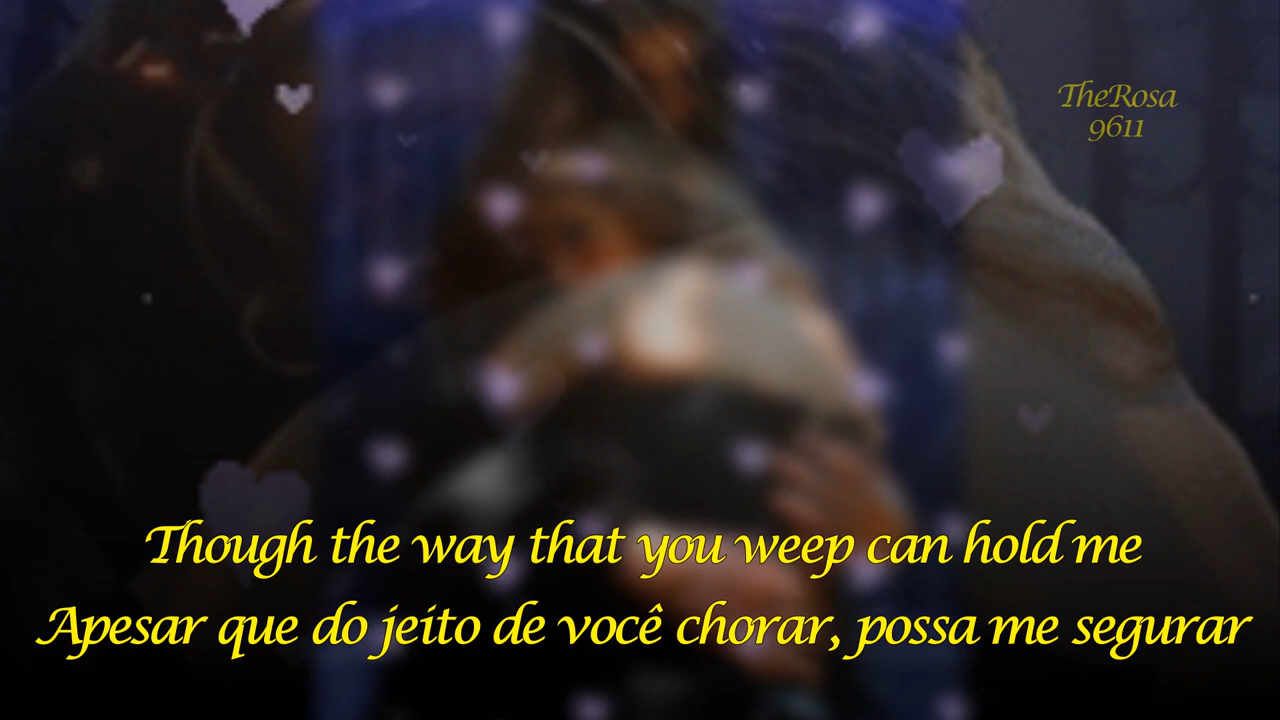 TheRosa
9611
Though the way that you weep can hold me
Apesar que do jeito de você chorar, possa me segurar